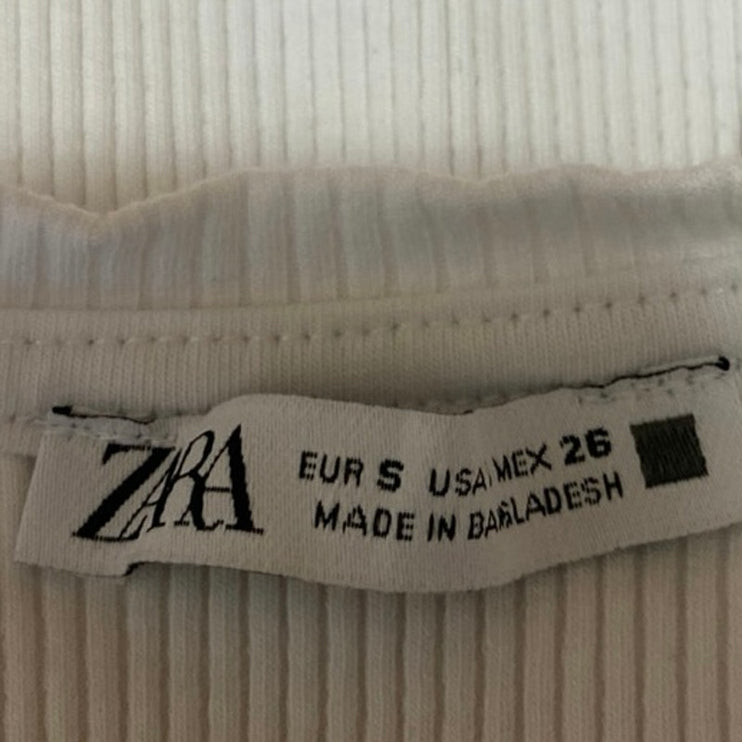 ZARA
EUR S USA MEX 26
MADE IN BANGLADESH